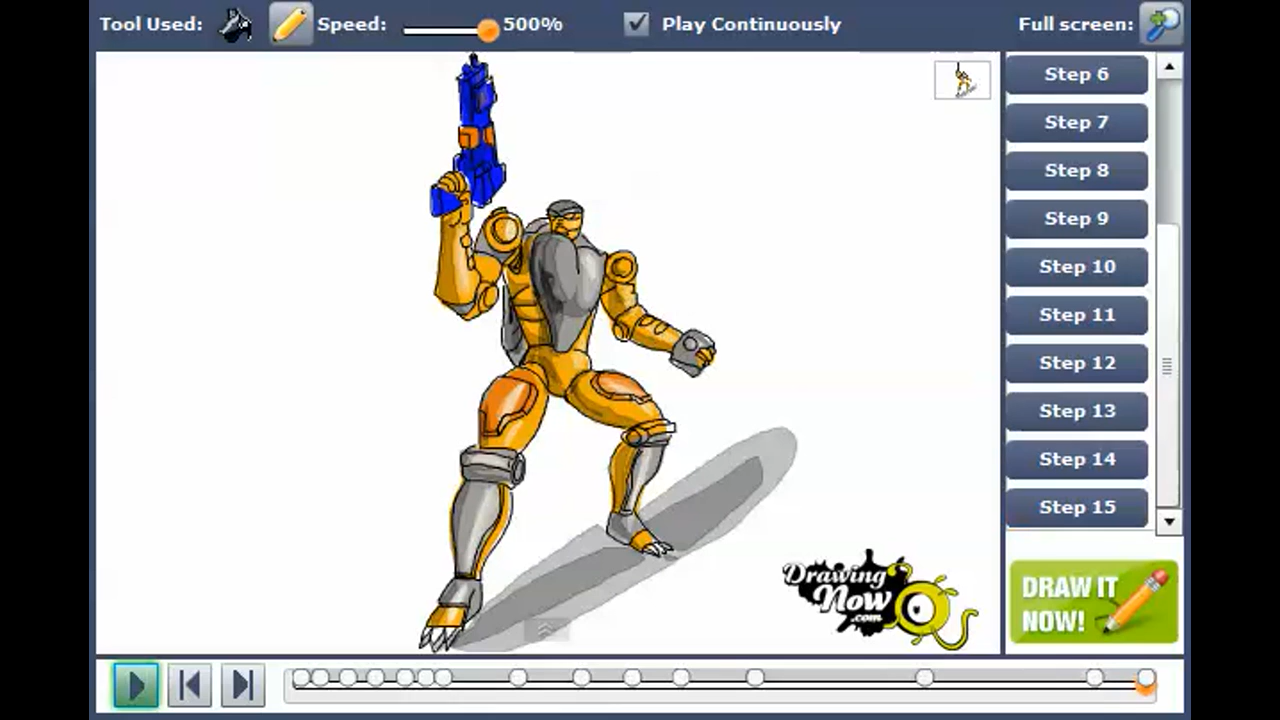 Tool Used:
Speed:
500%
Play Continuously
Full screen:
Step 6
Step 7
Step 8
Step 9
Step 10
Step 11
Step 12
Step 13
Step 14
Step 15
Drawing
Now
.com
DRAW IT
NOW!